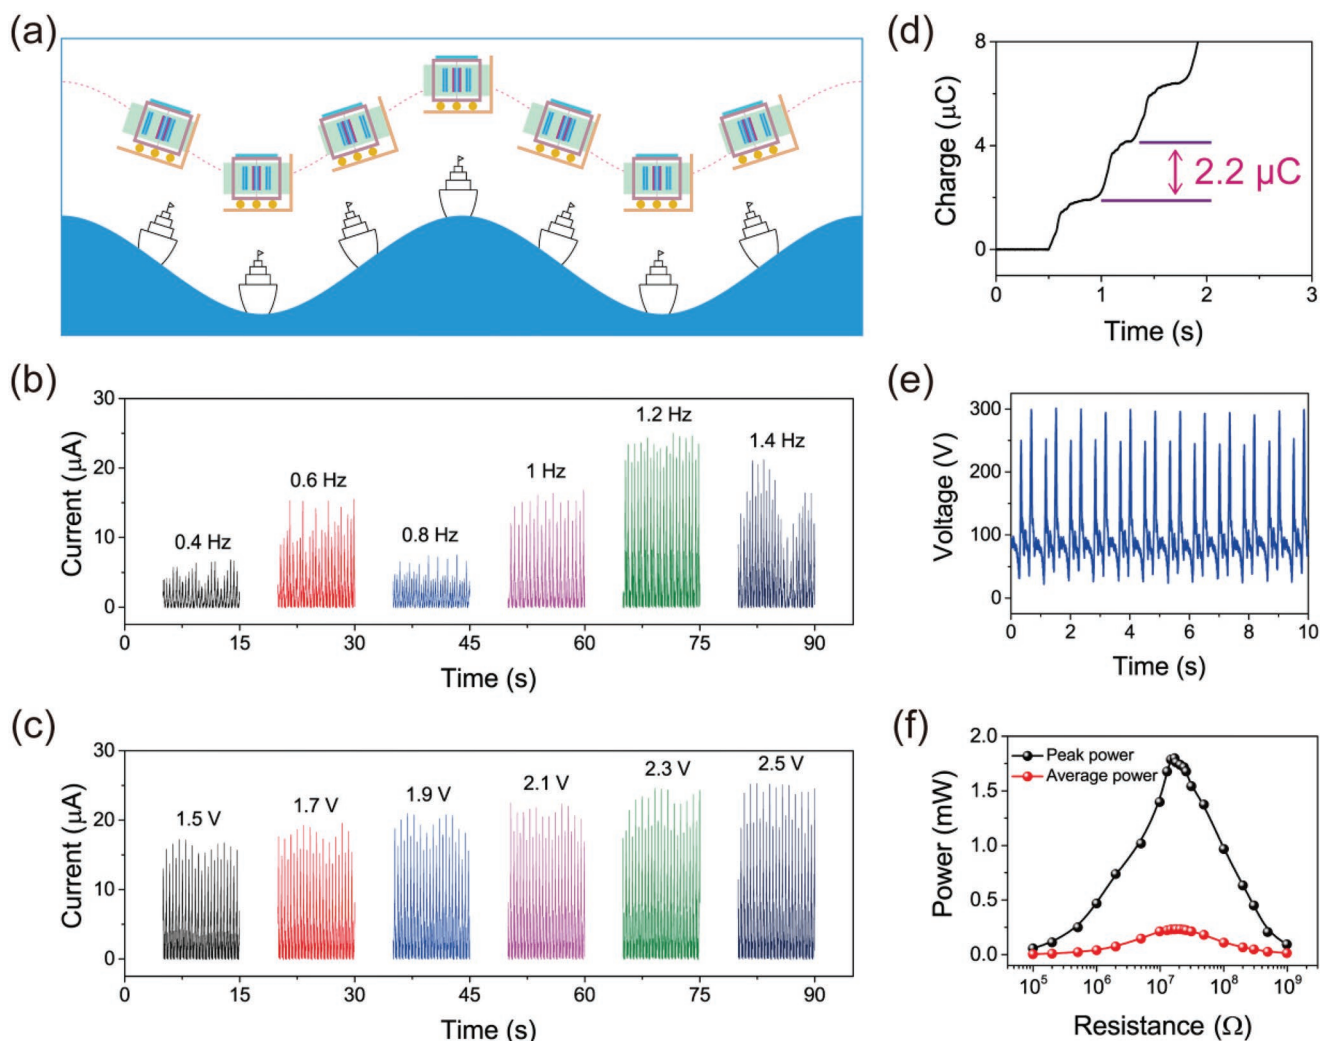 (a)
(b)
30
20
10
0
Current (μA)
0.4 Hz
0.6 Hz
0.8 Hz
1 Hz
1.2 Hz
1.4 Hz
0 15 30 45 60 75 90
Time (s)
(c)
30
20
10
0
Current (μA)
1.5 V
1.7 V
1.9 V
2.1 V
2.3 V
2.5 V
0 15 30 45 60 75 90
Time (s)
(d)
8
4
0
Charge (μC)
2.2 μC
0 1 2 3
Time (s)
(e)
300
200
100
0
Voltage (V)
0 2 4 6 8 10
Time (s)
(f)
2.0
1.5
1.0
0.5
0.0
Power (mW)
Peak power
Average power
10⁵ 10⁶ 10⁷ 10⁸ 10⁹
Resistance (Ω)